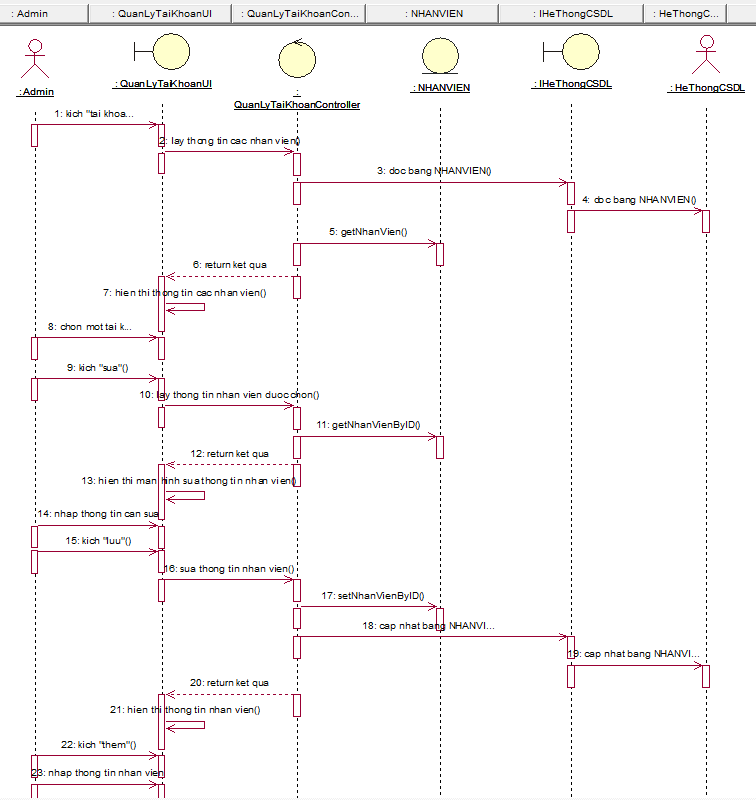 : Admin
: QuanLyTaiKhoanUI
: QuanLyTaiKhoanCon...
: NHANVIEN
: IHeThongCSDL
: HeThongC...
: Admin
: QuanLyTaiKhoanUI
:
QuanLyTaiKhoanController
: NHANVIEN
: IHeThongCSDL
: HeThongCSDL
1: kich "tai khoa...
2: lay thong tin cac nhan vien()
3: doc bang NHANVIEN()
4: doc bang NHANVIEN()
5: getNhanVien()
6: return ket qua
7: hien thi thong tin cac nhan vien()
8: chon mot tai k...
9: kich "sua"()
10: lay thong tin nhan vien duoc chon()
11: getNhanVienByID()
12: return ket qua
13: hien thi man hinh sua thong tin nhan vien()
14: nhap thong tin can sua
15: kich "luu"()
16: sua thong tin nhan vien()
17: setNhanVienByID()
18: cap nhat bang NHANVI...
19: cap nhat bang NHANVI...
20: return ket qua
21: hien thi thong tin nhan vien()
22: kich "them"()
23: nhap thong tin nhan vien